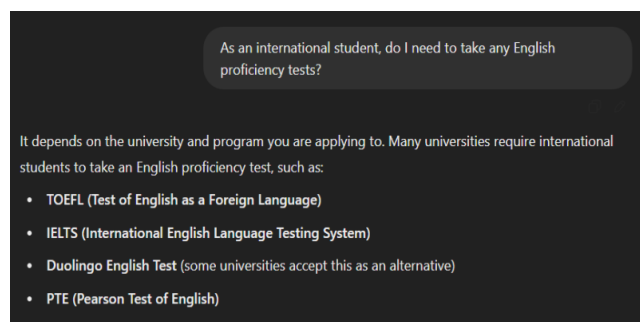 As an international student, do I need to take any English
proficiency tests?
It depends on the university and program you are applying to. Many universities require international
students to take an English proficiency test, such as:
• TOEFL (Test of English as a Foreign Language)
• IELTS (International English Language Testing System)
• Duolingo English Test (some universities accept this as an alternative)
• PTE (Pearson Test of English)